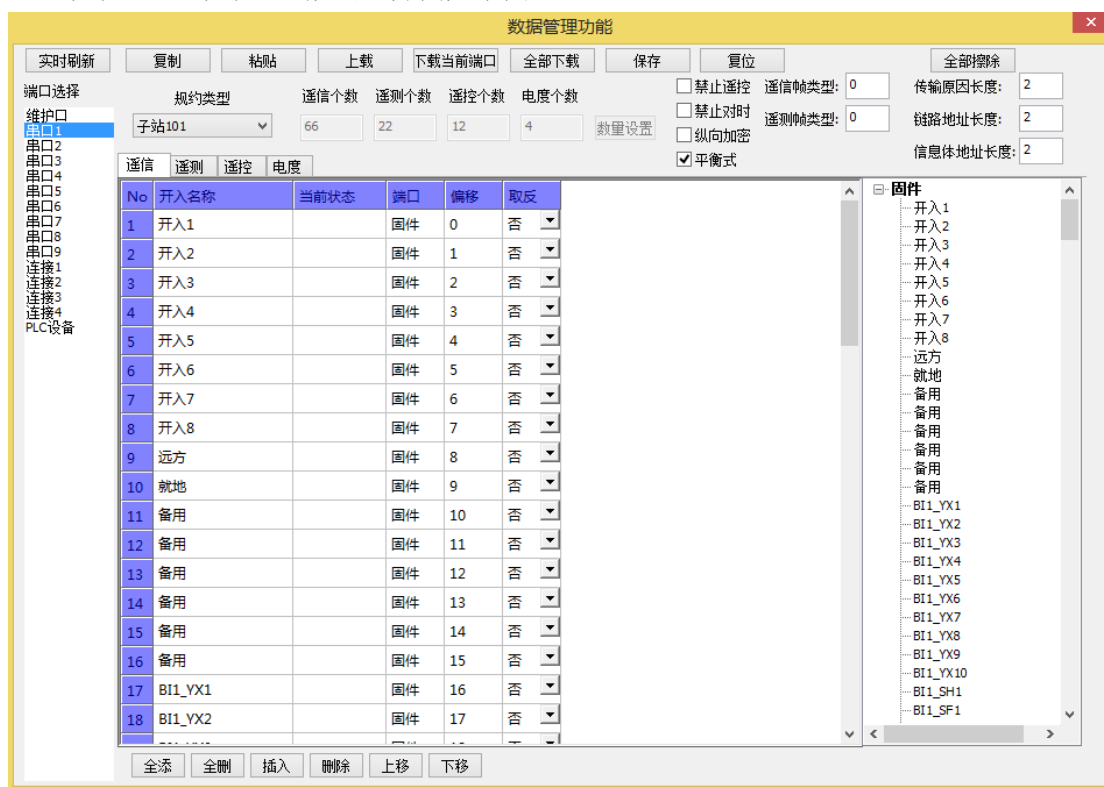 数据管理功能
实时刷新 复制 粘贴 上载 下载当前端口 全部下载 保存 复位 全部擦除
端口选择 规约类型 遥信个数 遥测个数 遥控个数 电度个数
子站101 66 22 12 4 数量设置
禁止遥控 遥信帧类型: 0 传输原因长度: 2
禁止对时 遥测帧类型: 0 链路地址长度: 2
纵向加密
平衡式 信息体地址长度: 2
维护口
串口1
串口2
串口3
串口4
串口5
串口6
串口7
串口8
串口9
连接1
连接2
连接3
连接4
PLC设备
遥信 遥测 遥控 电度
No 开入名称 当前状态 端口 偏移 取反
1 开入1 固件 0 否
2 开入2 固件 1 否
3 开入3 固件 2 否
4 开入4 固件 3 否
5 开入5 固件 4 否
6 开入6 固件 5 否
7 开入7 固件 6 否
8 开入8 固件 7 否
9 远方 固件 8 否
10 就地 固件 9 否
11 备用 固件 10 否
12 备用 固件 11 否
13 备用 固件 12 否
14 备用 固件 13 否
15 备用 固件 14 否
16 备用 固件 15 否
17 BI1_YX1 固件 16 否
18 BI1_YX2 固件 17 否
固件
开入1
开入2
开入3
开入4
开入5
开入6
开入7
开入8
远方
就地
备用
备用
备用
备用
备用
备用
BI1_YX1
BI1_YX2
BI1_YX3
BI1_YX4
BI1_YX5
BI1_YX6
BI1_YX7
BI1_YX8
BI1_YX9
BI1_YX10
BI1_SH1
BI1_SF1
全添 全删 插入 删除 上移 下移